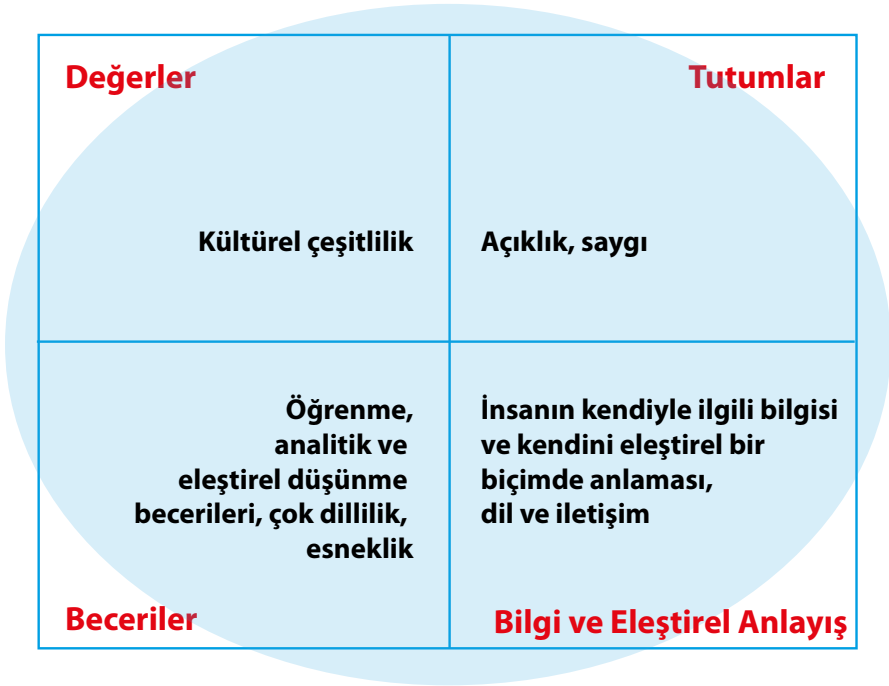 Değerler
Kültürel çeşitlilik
Tutumlar
Açıklık, saygı
Öğrenme,
analitik ve
eleştirel düşünme
becerileri, çok dillilik,
esneklik
Beceriler
İnsanın kendiyle ilgili bilgisi
ve kendini eleştirel bir
biçimde anlaması,
dil ve iletişim
Bilgi ve Eleştirel Anlayış